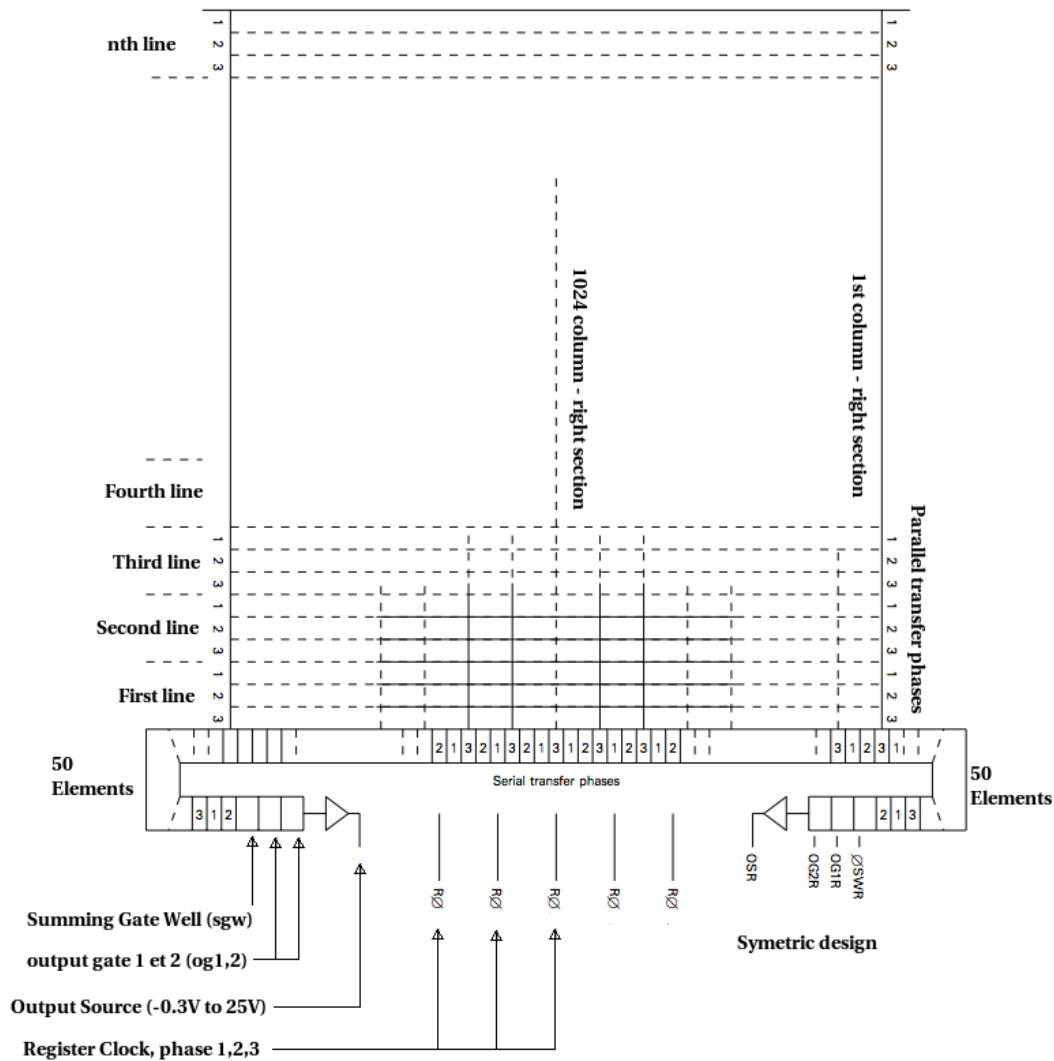 1 1
nth line 2 2
3 3
1024 column - right section
1st column - right section
Fourth line
Parallel transfer phases
1 1
Third line 2 2
3 3
1 1
Second line 2 2
3 3
1 1
First line 2 2
3 3
2 1 3 2 1 3 2 1 3 1 2 3 1 2 3 1 2
3 1 2 3 1
50
Elements
Serial transfer phases
50
Elements
3 1 2
2 1 3
OSR
OG2R
OG1R
ØSWR
RØ RØ RØ RØ RØ
Summing Gate Well (sgw)
Symetric design
output gate 1 et 2 (og1,2)
Output Source (-0.3V to 25V)
Register Clock, phase 1,2,3